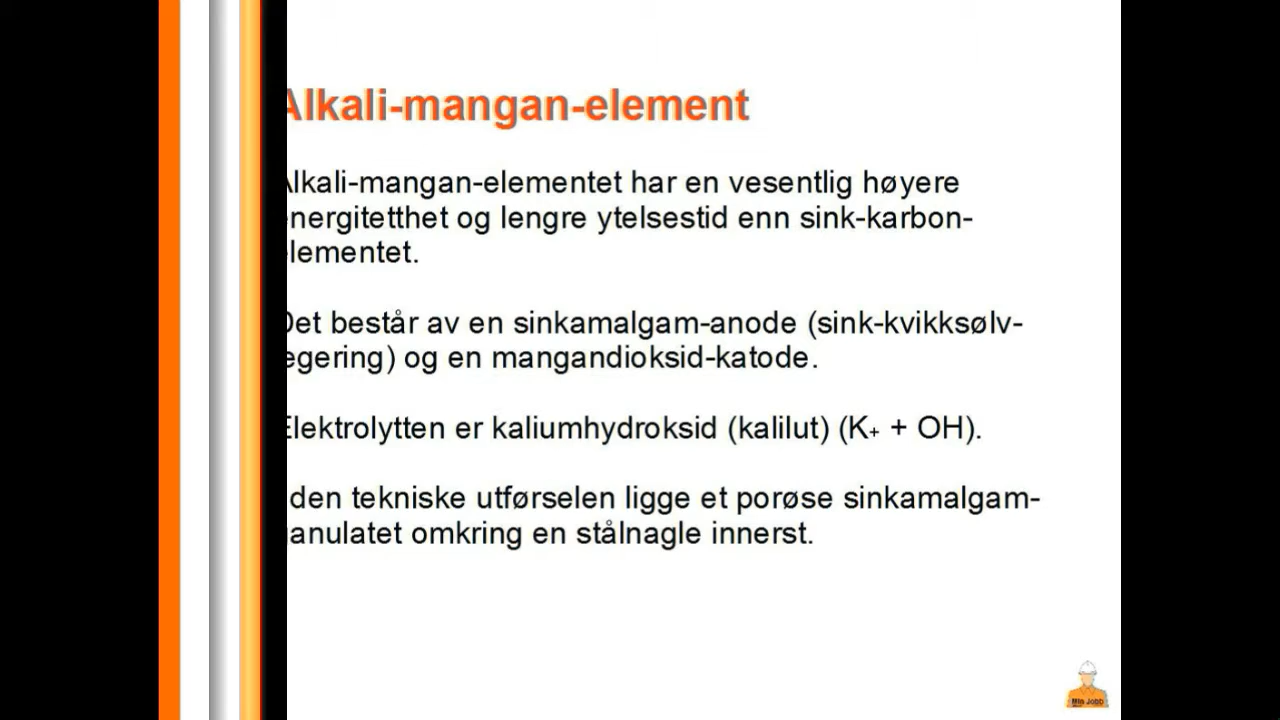 Alkali-mangan-element
Alkali-mangan-elementet har en vesentlig høyere
energitetthet og lengre ytelsestid enn sink-karbon-
elementet.
Det består av en sinkamalgam-anode (sink-kvikksølv-
legering) og en mangandioksid-katode.
Elektrolytten er kaliumhydroksid (kalilut) (K+ + OH).
den tekniske utførselen ligge et porøse sinkamalgam-
ranulatet omkring en stålnagle innerst.
Min Jobb